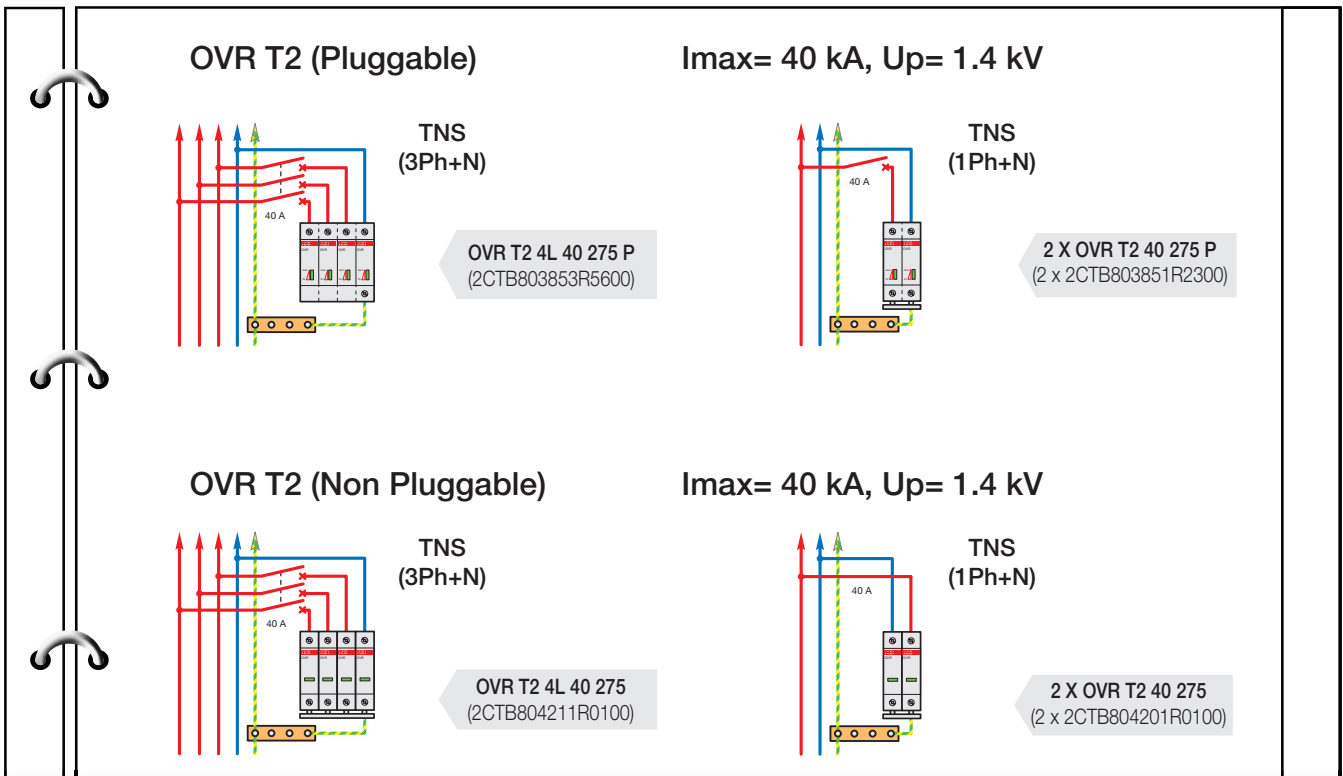 OVR T2 (Pluggable)
Imax= 40 kA, Up= 1.4 kV
TNS
(3Ph+N)
40 A
OVR T2 4L 40 275 P
(2CTB803853R5600)
TNS
(1Ph+N)
40 A
2 X OVR T2 40 275 P
(2 x 2CTB803851R2300)
OVR T2 (Non Pluggable)
Imax= 40 kA, Up= 1.4 kV
TNS
(3Ph+N)
40 A
OVR T2 4L 40 275
(2CTB804211R0100)
TNS
(1Ph+N)
40 A
2 X OVR T2 40 275
(2 x 2CTB804201R0100)